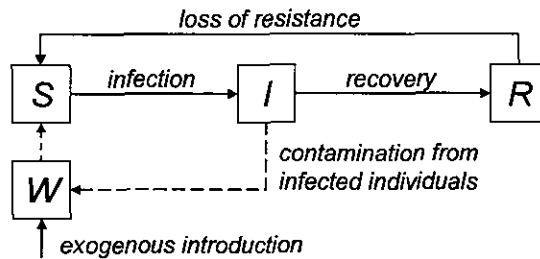 loss of resistance
S
infection
I
recovery
R
contamination from
infected individuals
W
exogenous introduction